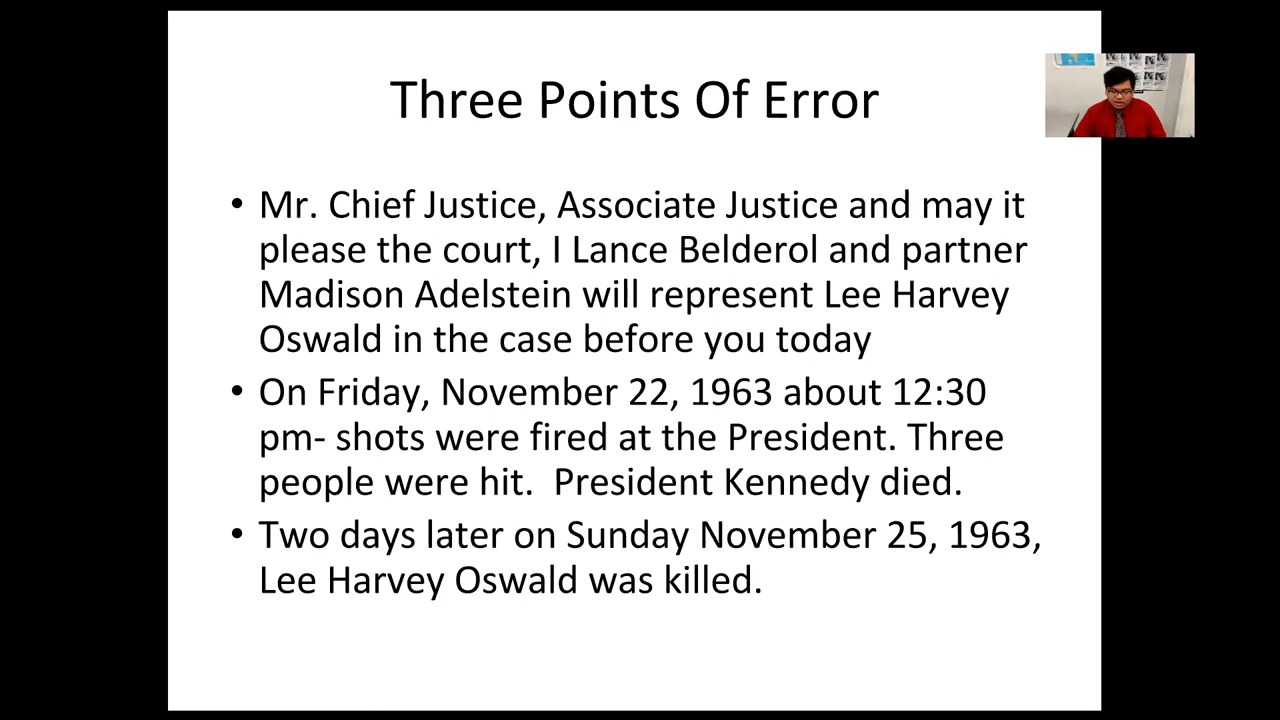 Three Points Of Error
• Mr. Chief Justice, Associate Justice and may it
please the court, I Lance Belderol and partner
Madison Adelstein will represent Lee Harvey
Oswald in the case before you today
• On Friday, November 22, 1963 about 12:30
pm- shots were fired at the President. Three
people were hit.  President Kennedy died.
• Two days later on Sunday November 25, 1963,
Lee Harvey Oswald was killed.